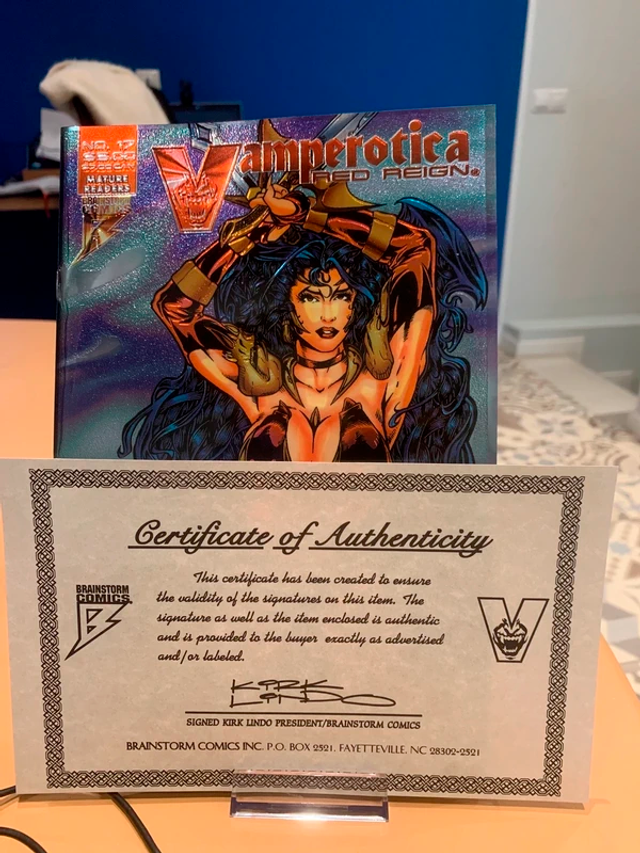 NO. 17
$5.00
MATURE
READERS
Vamperotica
RED REIGN
Certificate of Authenticity
This certificate has been created to ensure
the validity of the signatures on this item. The
signature as well as the item enclosed is authentic
and is provided to the buyer exactly as advertised
and/or labeled.
BRAINSTORM
COMICS
B
V
KIRK
LINDO
SIGNED KIRK LINDO PRESIDENT/BRAINSTORM COMICS
BRAINSTORM COMICS INC. P.O. BOX 2521, FAYETTEVILLE, NC 28302-2521